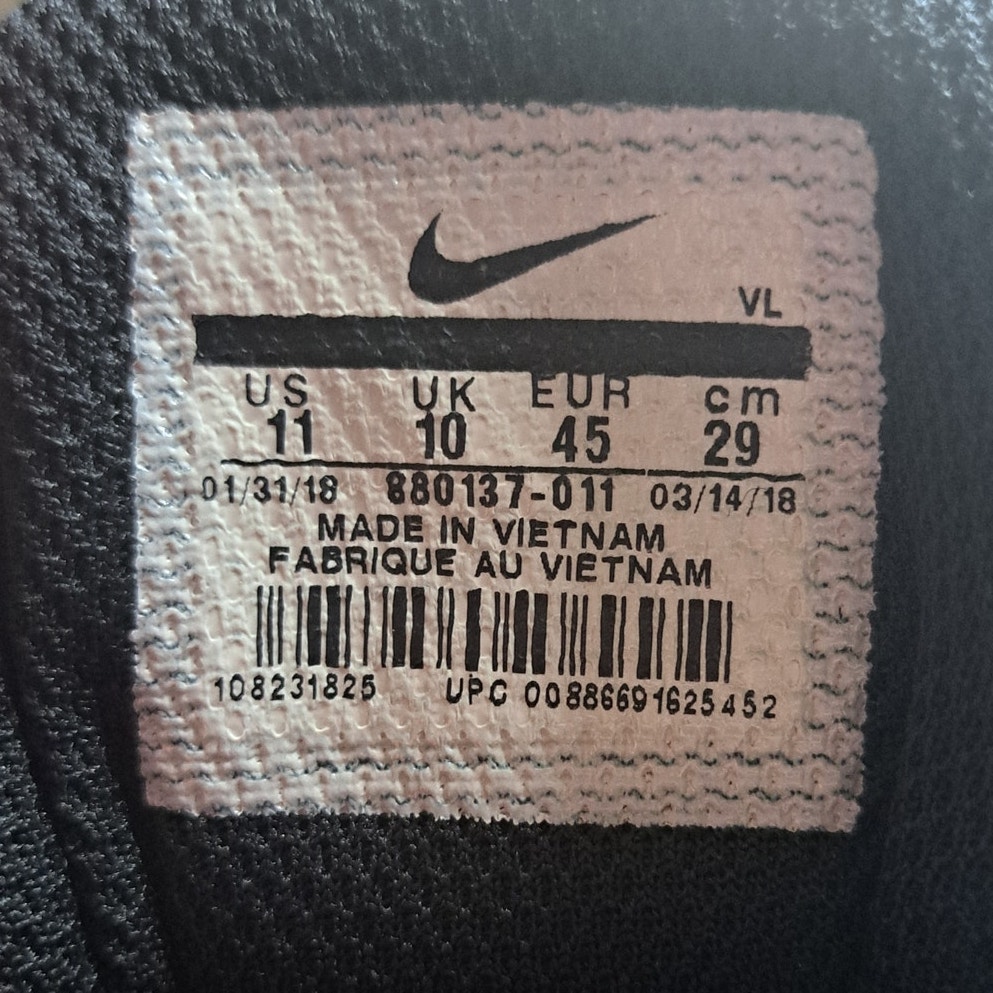 VL
US UK EUR cm
11 10 45 29
01/31/18 880137-011 03/14/18
MADE IN VIETNAM
FABRIQUE AU VIETNAM
108231825 UPC 00886691625452